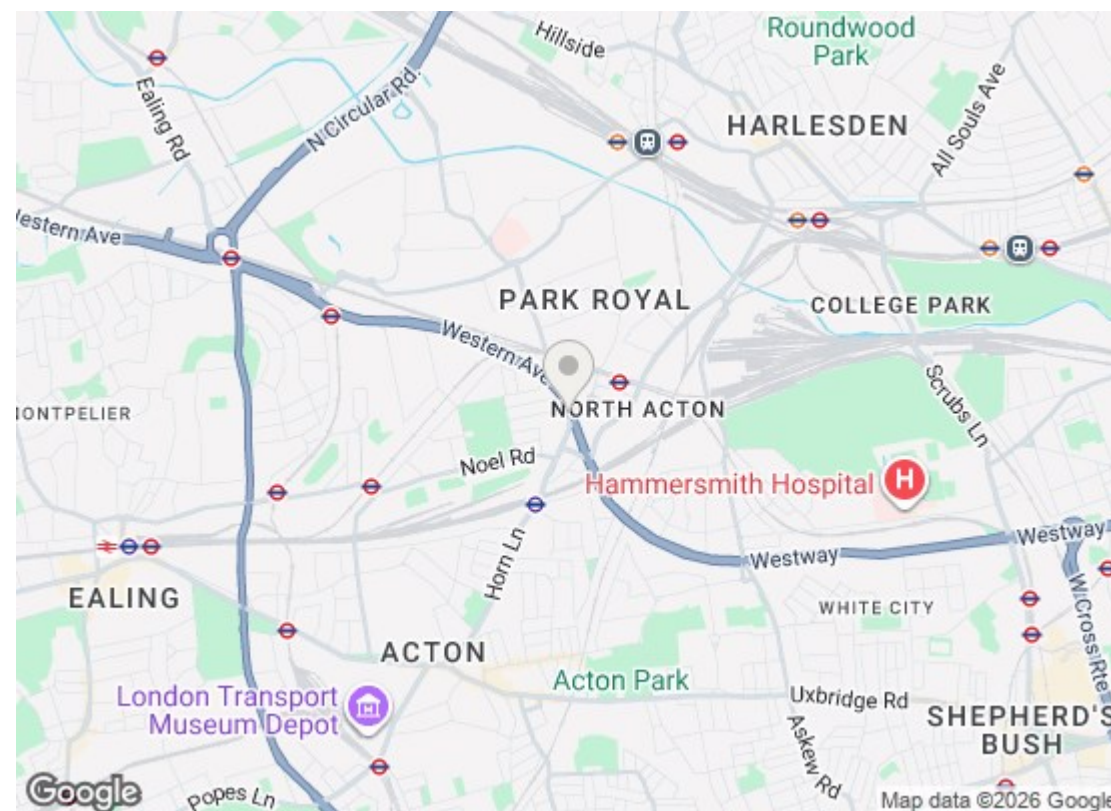 Hillside
Roundwood
Park
Ealing Rd
N Circular Rd.
HARLESDEN
All Souls Ave
Western Ave
PARK ROYAL
COLLEGE PARK
Western Ave
MONTPELIER
NORTH ACTON
Scrubs Ln
Noel Rd
Hammersmith Hospital
H
Horn Ln
Westway
Westway
EALING
WHITE CITY
W Cross Rte
ACTON
Acton Park
London Transport
Museum Depot
Uxbridge Rd
SHEPHERD'S
BUSH
Askew Rd
Popes Ln
Google
Map data ©2026 Google